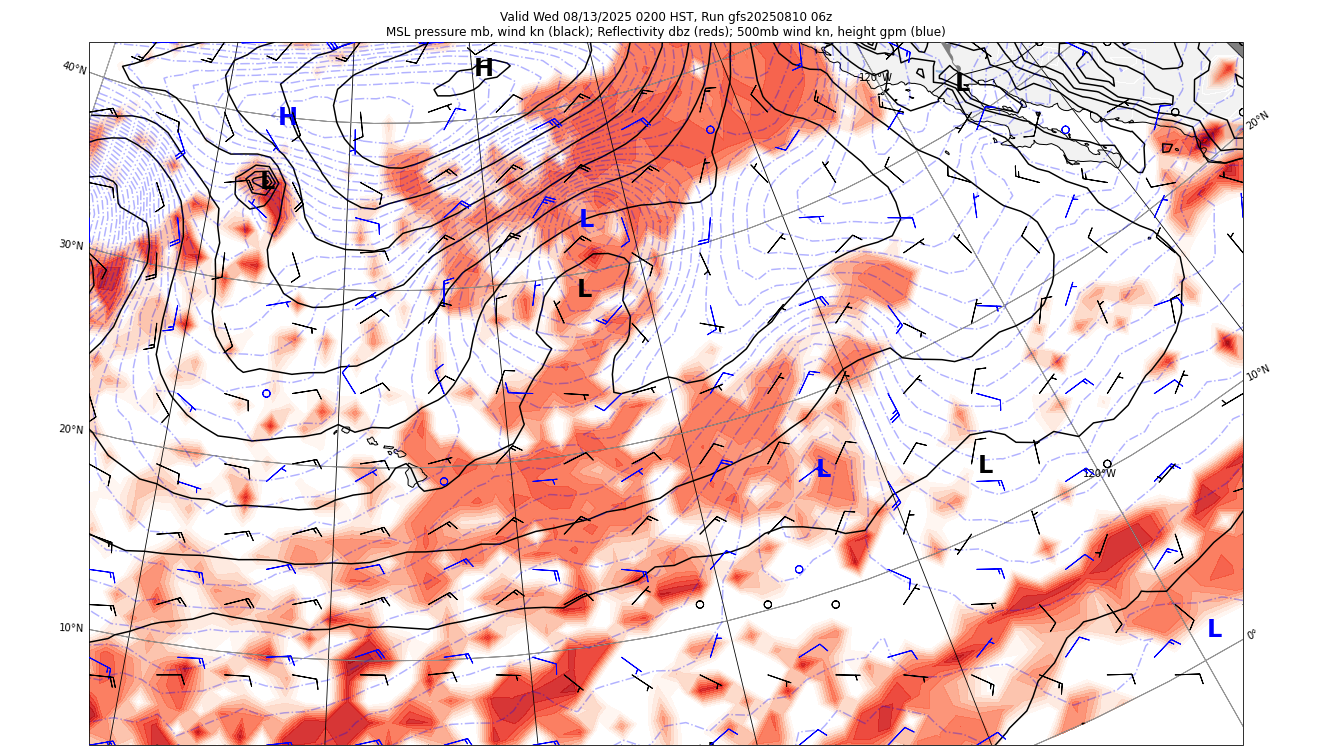 Valid Wed 08/13/2025 0200 HST, Run gfs20250810 06z
MSL pressure mb, wind kn (black); Reflectivity dbz (reds); 500mb wind kn, height gpm (blue)
40°N
H
120°W
L
H
20°N
L
L
30°N
L
10°N
20°N
L
L
120°W
10°N
L
0°